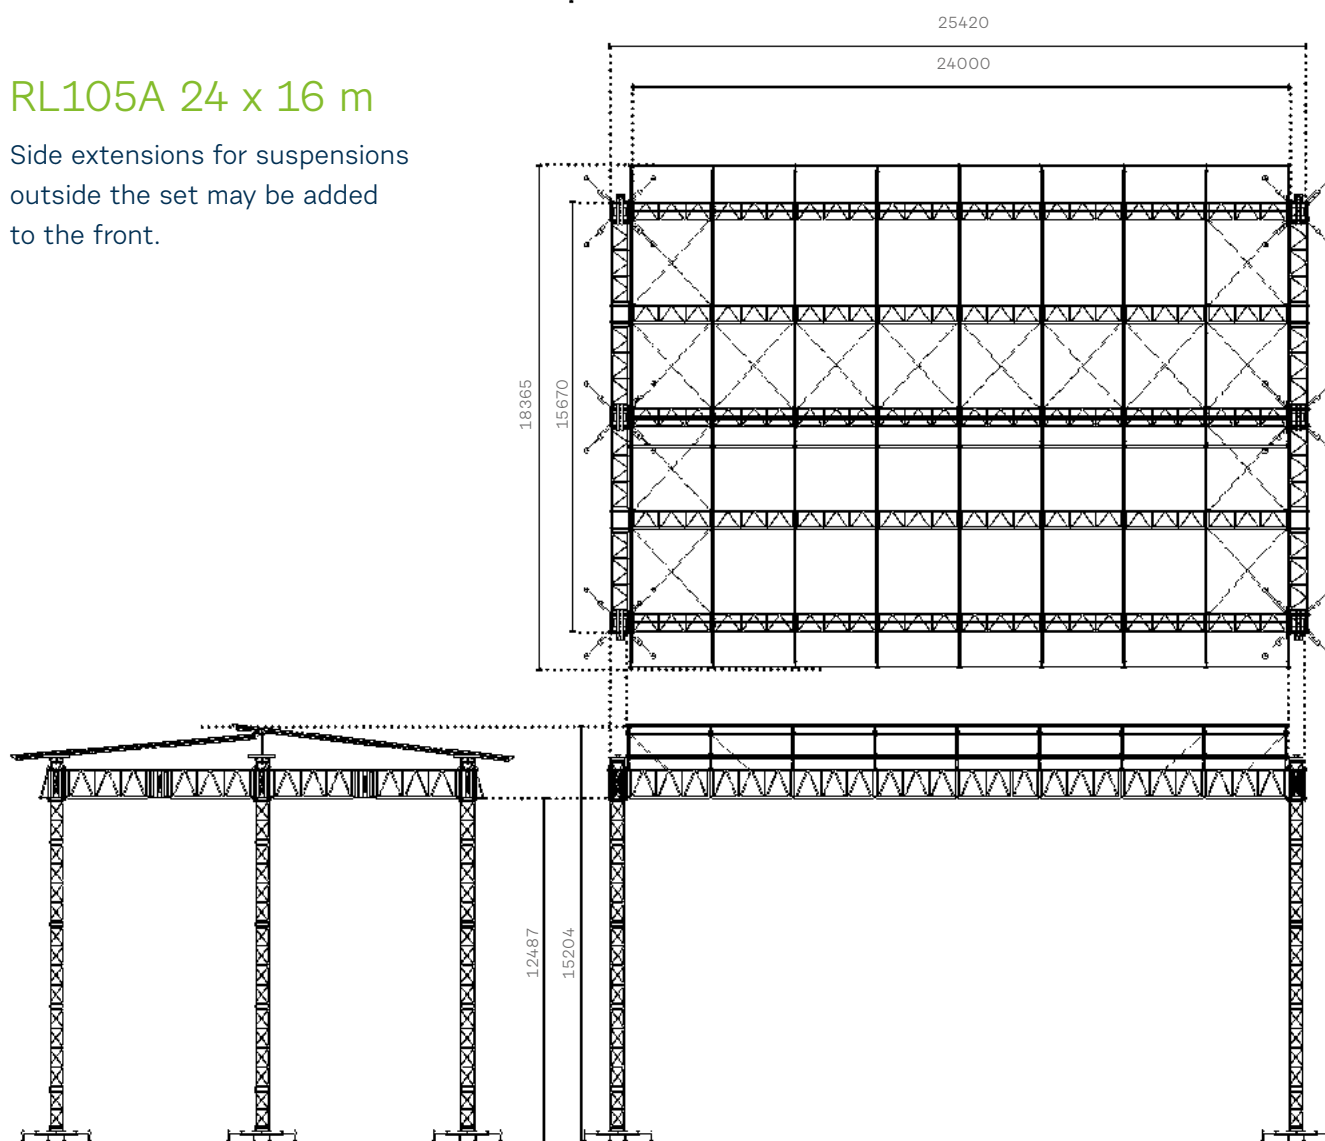 25420
24000
RL105A 24 x 16 m
Side extensions for suspensions
outside the set may be added
to the front.
18365
15670
12487
15204